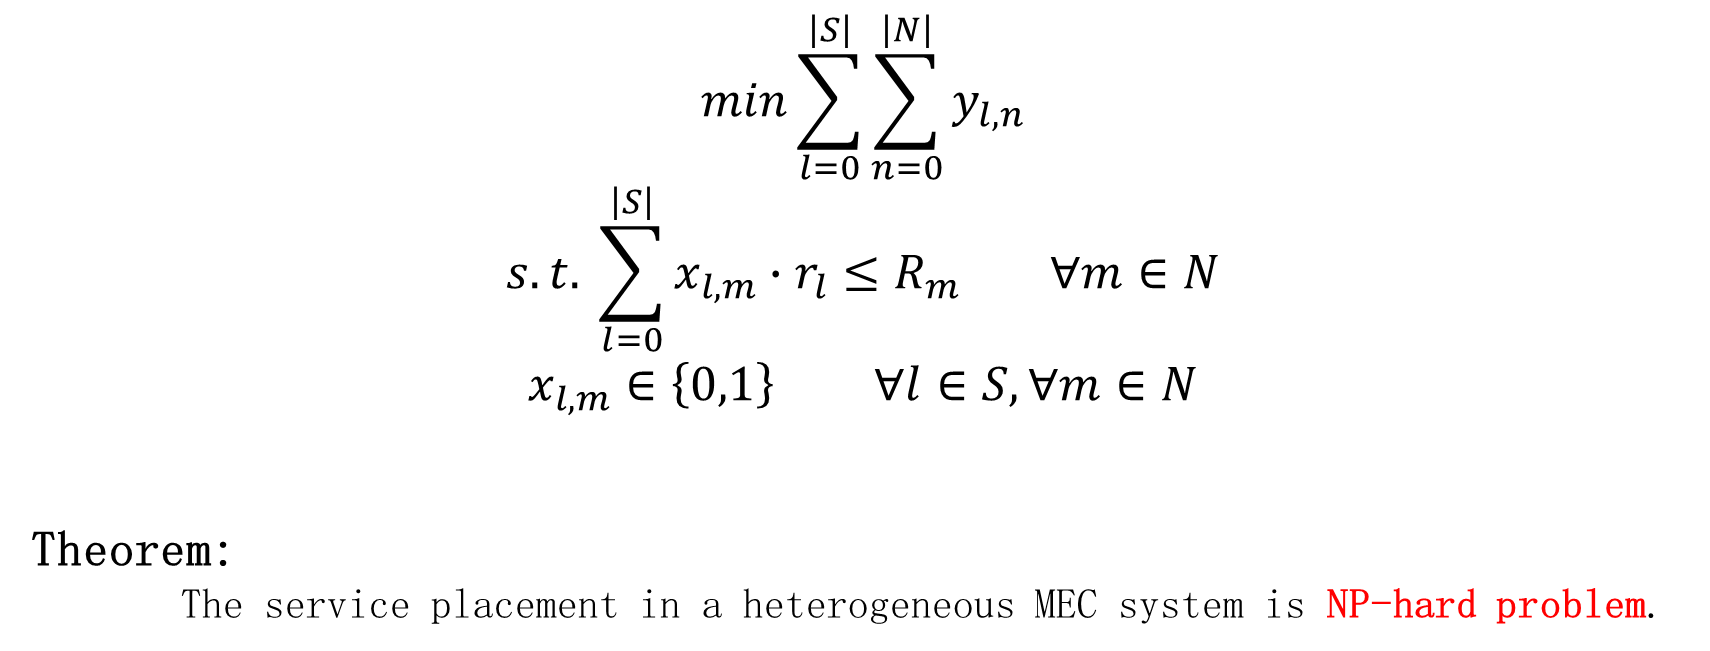 min ∑_{l=0}^{|S|} ∑_{n=0}^{|N|} y_{l,n}
s.t. ∑_{l=0}^{|S|} x_{l,m} · r_l ≤ R_m ∀m ∈ N
x_{l,m} ∈ {0,1} ∀l ∈ S, ∀m ∈ N
Theorem:
The service placement in a heterogeneous MEC system is NP-hard problem.